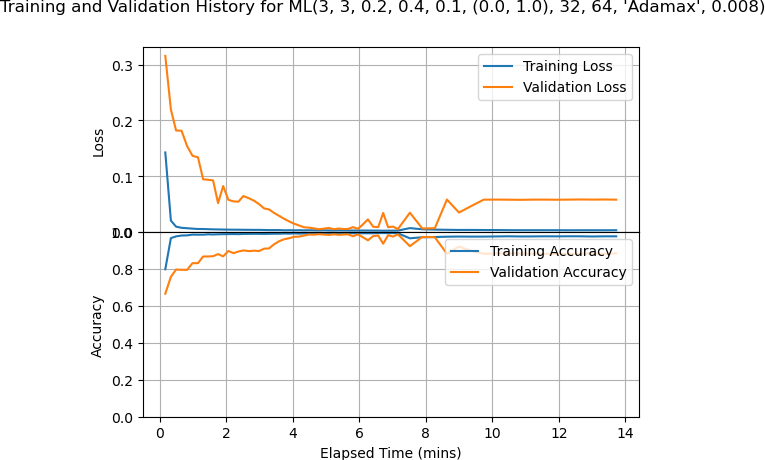 Training and Validation History for ML(3, 3, 0.2, 0.4, 0.1, (0.0, 1.0), 32, 64, 'Adamax', 0.008)
0.3
0.2
0.1
Loss
Training Loss
Validation Loss
1.0
0.8
0.6
0.4
0.2
0.0
Accuracy
Training Accuracy
Validation Accuracy
0 2 4 6 8 10 12 14
Elapsed Time (mins)